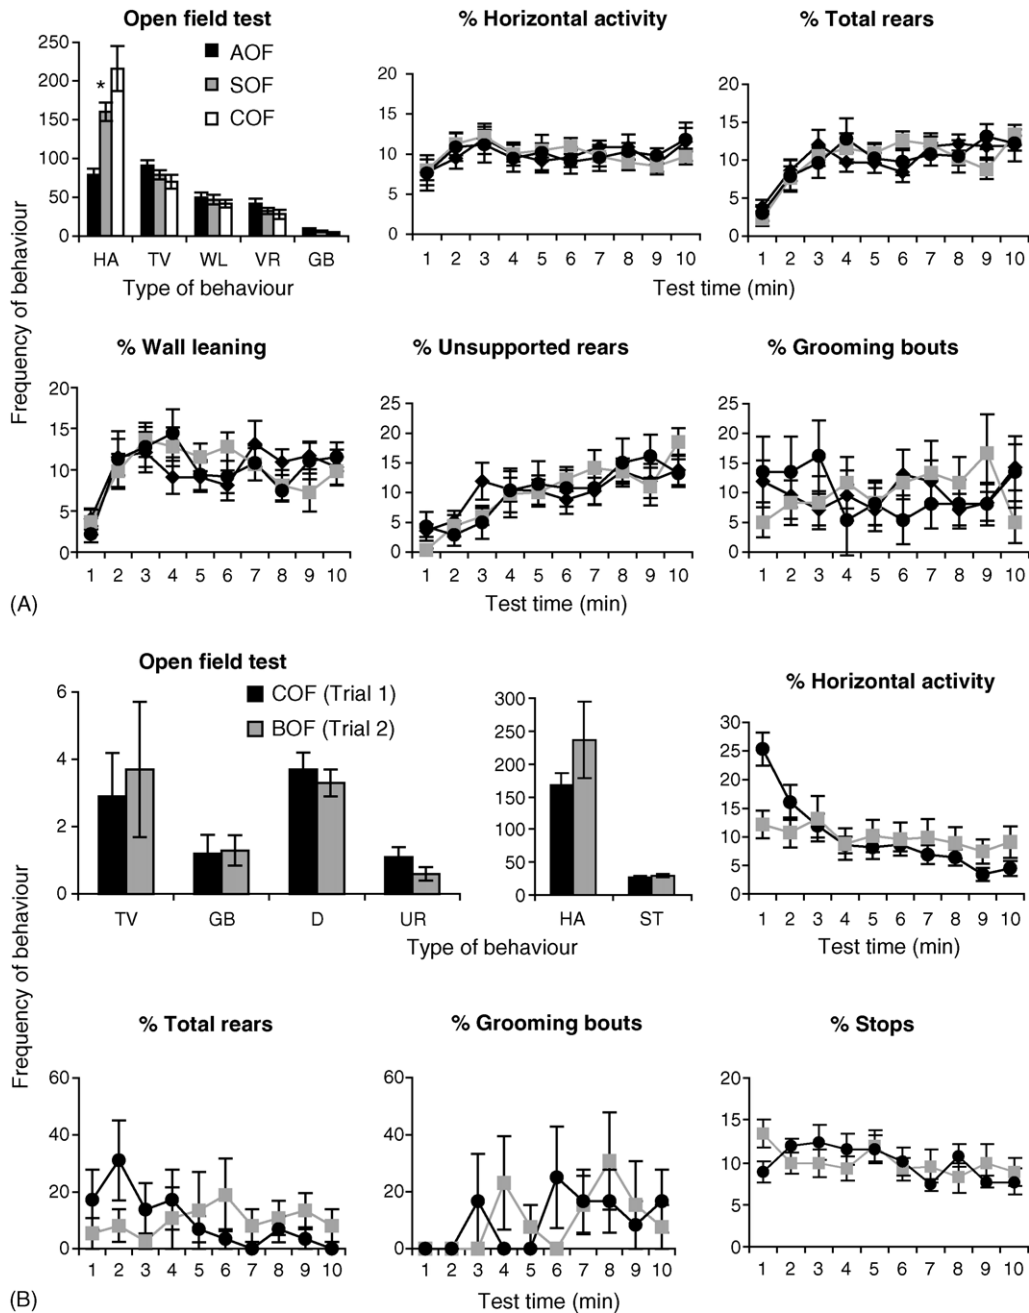 Open field test
250
200
150
100
50
0
*
AOF
SOF
COF
HA TV WL VR GB
Type of behaviour
% Horizontal activity
20
15
10
5
0
1 2 3 4 5 6 7 8 9 10
% Total rears
20
15
10
5
0
1 2 3 4 5 6 7 8 9 10
Test time (min)
Frequency of behaviour
% Wall leaning
20
15
10
5
0
1 2 3 4 5 6 7 8 9 10
% Unsupported rears
25
20
15
10
5
0
1 2 3 4 5 6 7 8 9 10
% Grooming bouts
25
20
15
10
5
0
1 2 3 4 5 6 7 8 9 10
Test time (min)
(A)
Open field test
6
4
2
0
COF (Trial 1)
BOF (Trial 2)
TV GB D UR
300
250
200
150
100
50
0
HA ST
Type of behaviour
% Horizontal activity
30
25
20
15
10
5
0
1 2 3 4 5 6 7 8 9 10
Test time (min)
Frequency of behaviour
% Total rears
60
40
20
0
1 2 3 4 5 6 7 8 9 10
% Grooming bouts
60
40
20
0
1 2 3 4 5 6 7 8 9 10
% Stops
20
15
10
5
0
1 2 3 4 5 6 7 8 9 10
Test time (min)
(B)